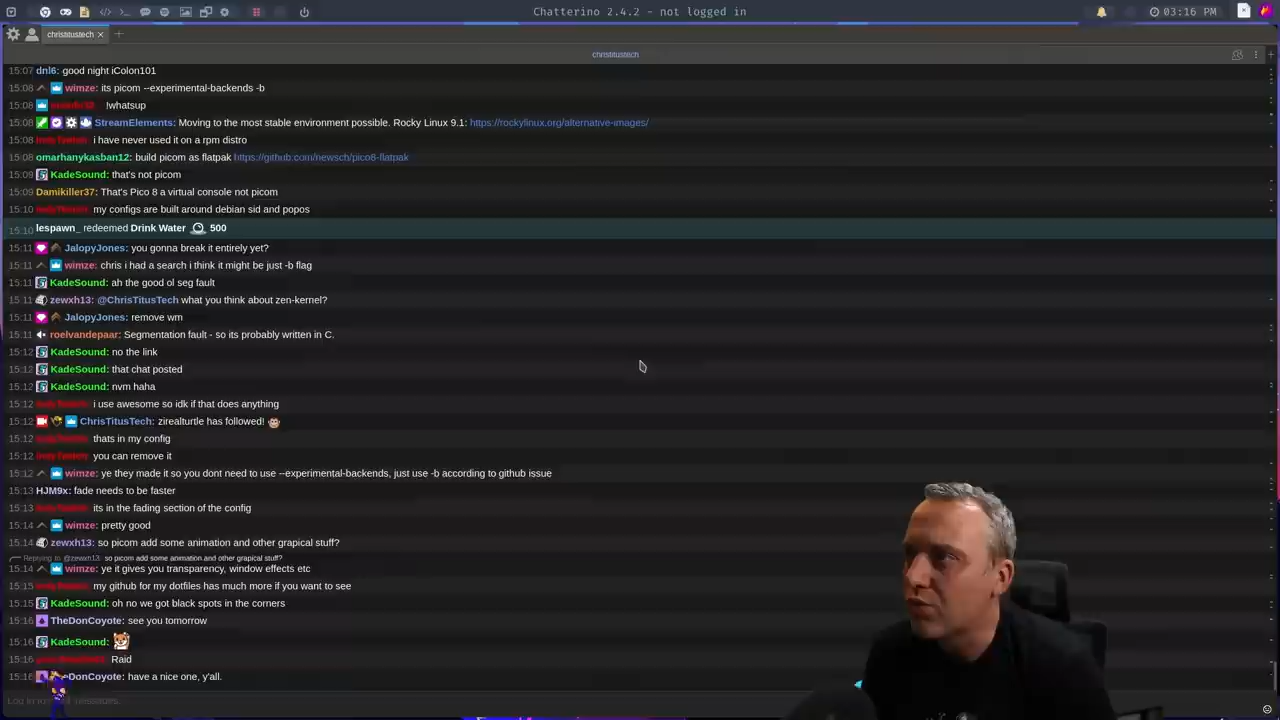 Chatterino 2.4.2 - not logged in
03:16 PM
christitustech
christitustech
15:07 dnl6: good night iColon101
15:08 wimze: its picom --experimental-backends -b
15:08 !whatsup
15:08 StreamElements: Moving to the most stable environment possible. Rocky Linux 9.1: https://rockylinux.org/alternative-images/
15:08 i have never used it on a rpm distro
15:08 omarhanykasban12: build picom as flatpak https://github.com/newsch/pico8-flatpak
15:09 KadeSound: that's not picom
15:09 Damikiller37: That's Pico 8 a virtual console not picom
15:10 my configs are built around debian sid and popos
15:10 lespawn_ redeemed Drink Water 500
15:11 JalopyJones: you gonna break it entirely yet?
15:11 wimze: chris i had a search i think it might be just -b flag
15:11 KadeSound: ah the good ol seg fault
15:11 zewxh13: @ChrisTitusTech what you think about zen-kernel?
15:11 JalopyJones: remove wm
15:11 roelvandepaar: Segmentation fault - so its probably written in C.
15:12 KadeSound: no the link
15:12 KadeSound: that chat posted
15:12 KadeSound: nvm haha
15:12 i use awesome so idk if that does anything
15:12 ChrisTitusTech: zirealturtle has followed!
15:12 thats in my config
15:12 you can remove it
15:12 wimze: ye they made it so you dont need to use --experimental-backends, just use -b according to github issue
15:13 HJM9x: fade needs to be faster
15:13 its in the fading section of the config
15:14 wimze: pretty good
15:14 zewxh13: so picom add some animation and other grapical stuff?
Replying to @zewxh13: so picom add some animation and other grapical stuff?
15:14 wimze: ye it gives you transparency, window effects etc
15:15 my github for my dotfiles has much more if you want to see
15:15 KadeSound: oh no we got black spots in the corners
15:16 TheDonCoyote: see you tomorrow
15:16 KadeSound:
15:16 Raid
15:16 eDonCoyote: have a nice one, y'all.